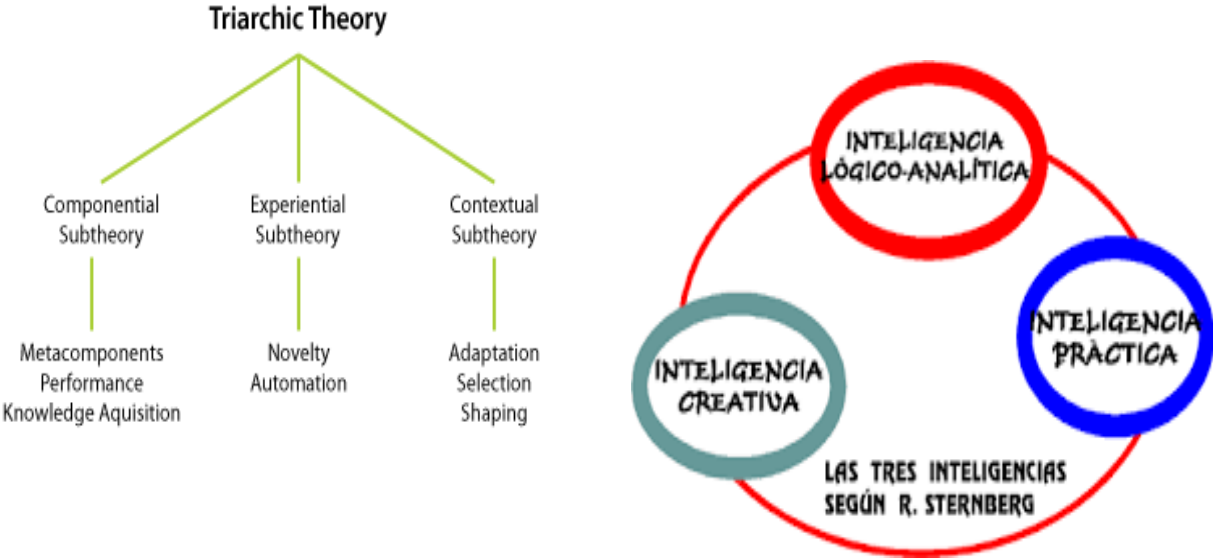 Triarchic Theory
Componential
Subtheory
Experiential
Subtheory
Contextual
Subtheory
Metacomponents
Performance
Knowledge Aquisition
Novelty
Automation
Adaptation
Selection
Shaping
INTELIGENCIA
LÓGICO-ANALÍTICA
INTELIGENCIA
PRÀCTICA
INTELIGENCIA
CREATIVA
LAS TRES INTELIGENCIAS
SEGÚN R. STERNBERG